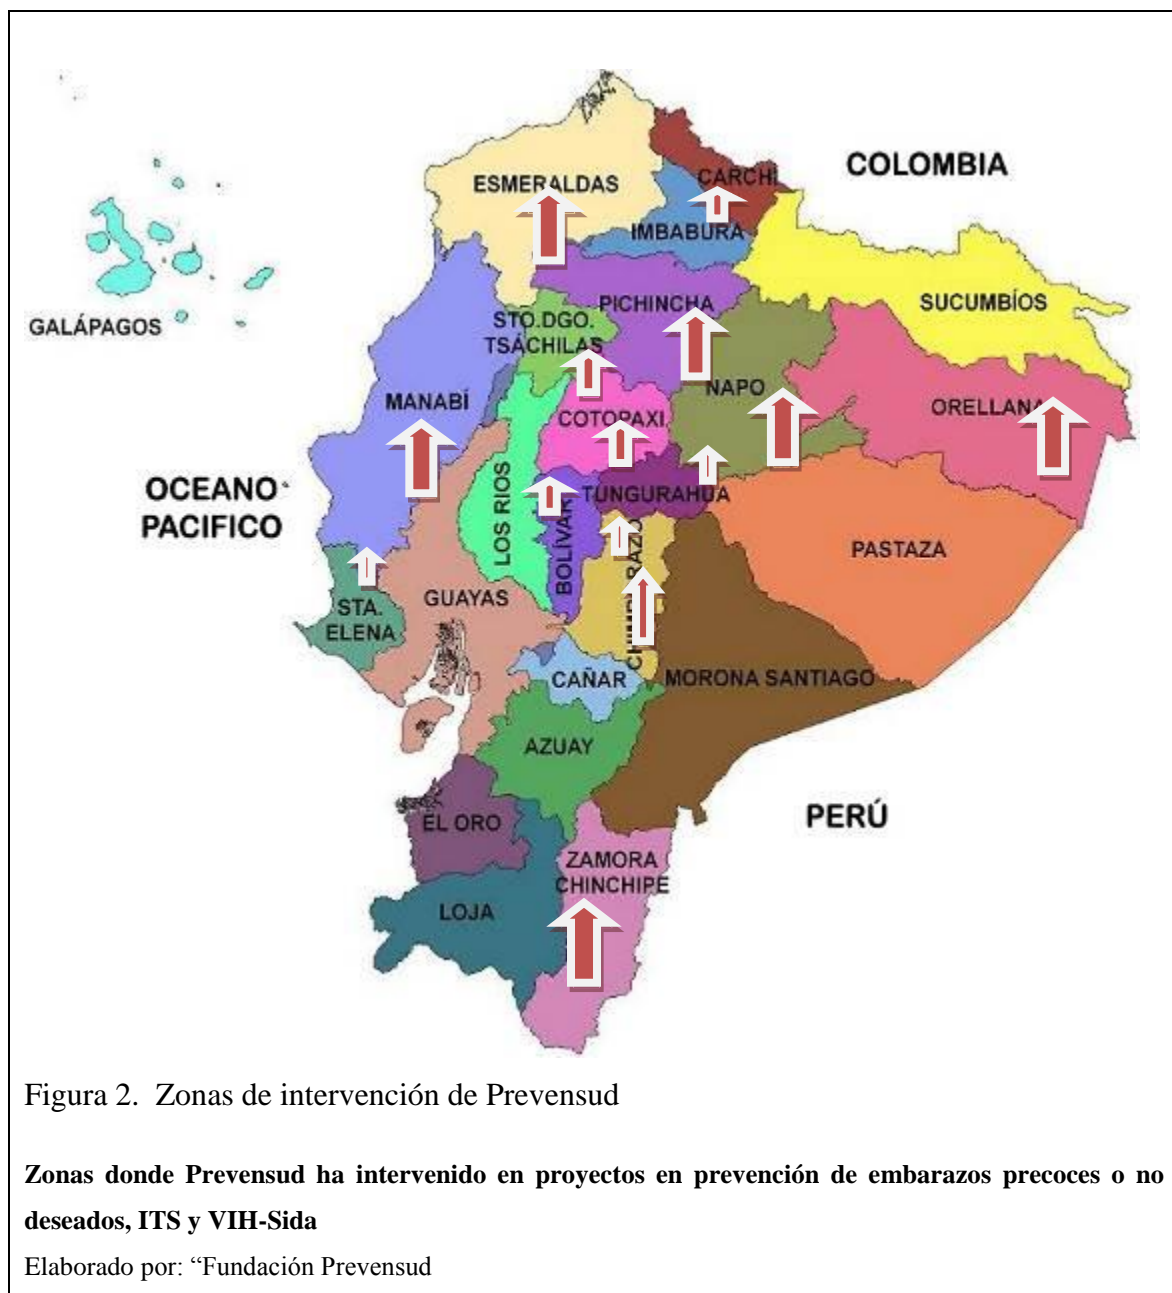 COLOMBIA
ESMERALDAS
CARCHI
IMBABURA
GALÁPAGOS
PICHINCHA
SUCUMBÍOS
STO.DGO.
TSÁCHILAS
MANABÍ
NAPO
ORELLANA
COTOPAXI
OCEANO
PACIFICO
LOS RIOS
BOLÍVAR
TUNGURAHUA
CHIMBORAZO
PASTAZA
STA.
ELENA
GUAYAS
CAÑAR
MORONA SANTIAGO
AZUAY
PERÚ
EL ORO
ZAMORA
CHINCHIPE
LOJA
Figura 2. Zonas de intervención de Prevensud
Zonas donde Prevensud ha intervenido en proyectos en prevención de embarazos precoces o no
deseados, ITS y VIH-Sida
Elaborado por: “Fundación Prevensud